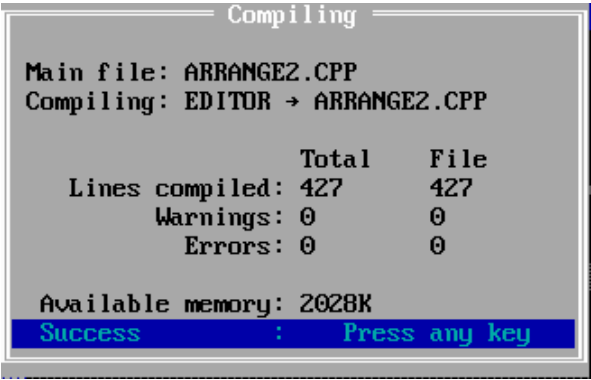 Compiling
Main file: ARRANGE2.CPP
Compiling: EDITOR → ARRANGE2.CPP
Total File
Lines compiled: 427 427
Warnings: 0 0
Errors: 0 0
Available memory: 2028K
Success : Press any key